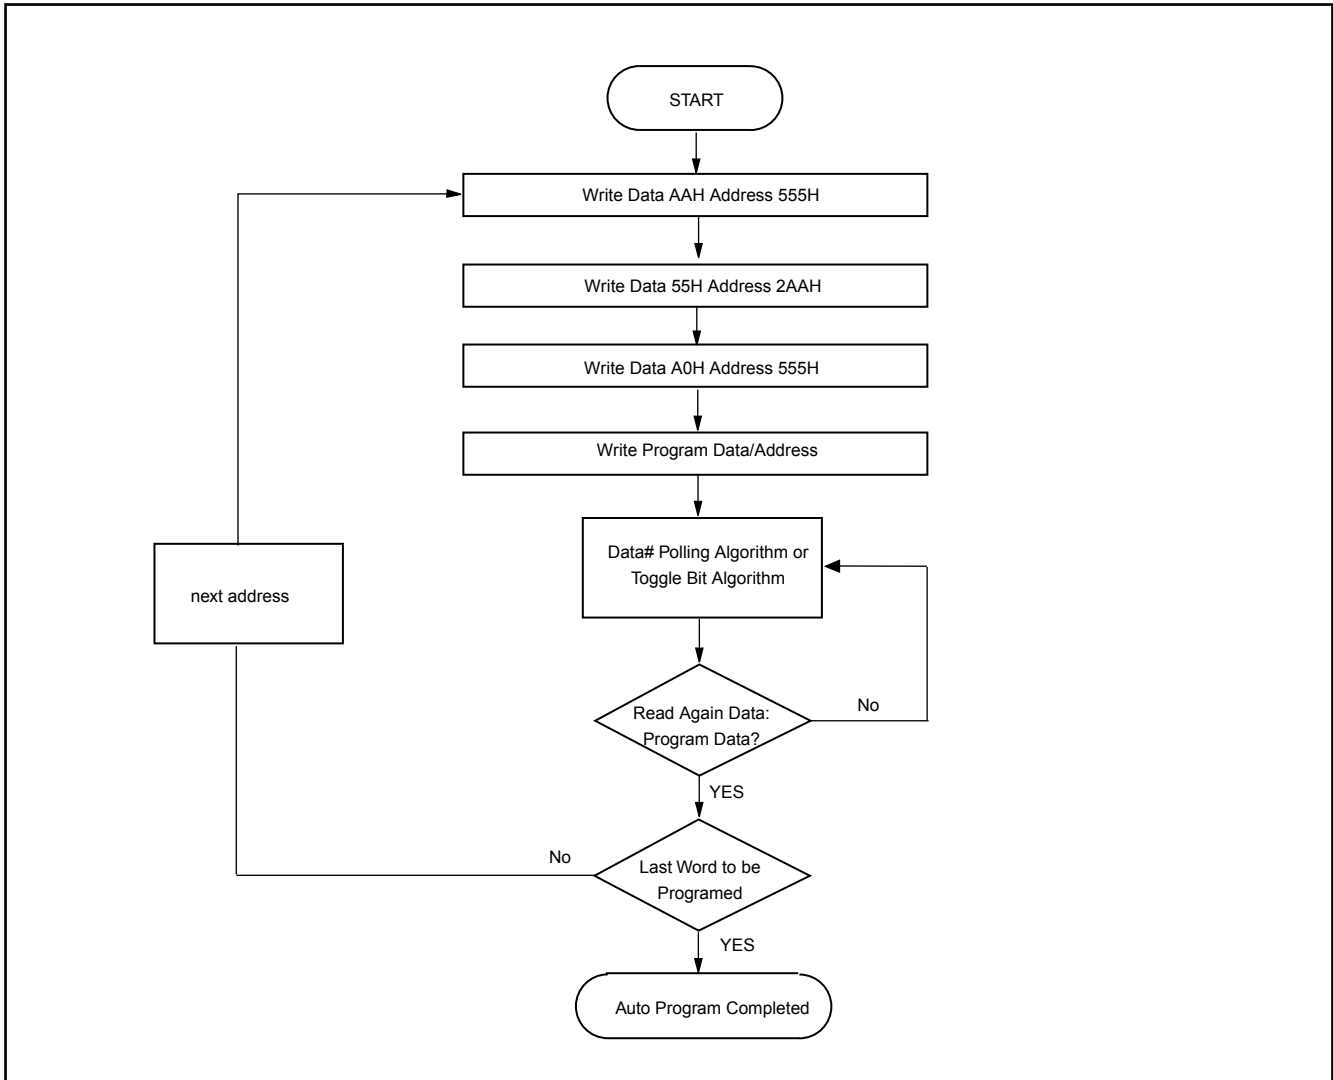 START
Write Data AAH Address 555H
Write Data 55H Address 2AAH
Write Data A0H Address 555H
Write Program Data/Address
Data# Polling Algorithm or
Toggle Bit Algorithm
next address
Read Again Data:
Program Data?
No
YES
No
Last Word to be
Programed
YES
Auto Program Completed